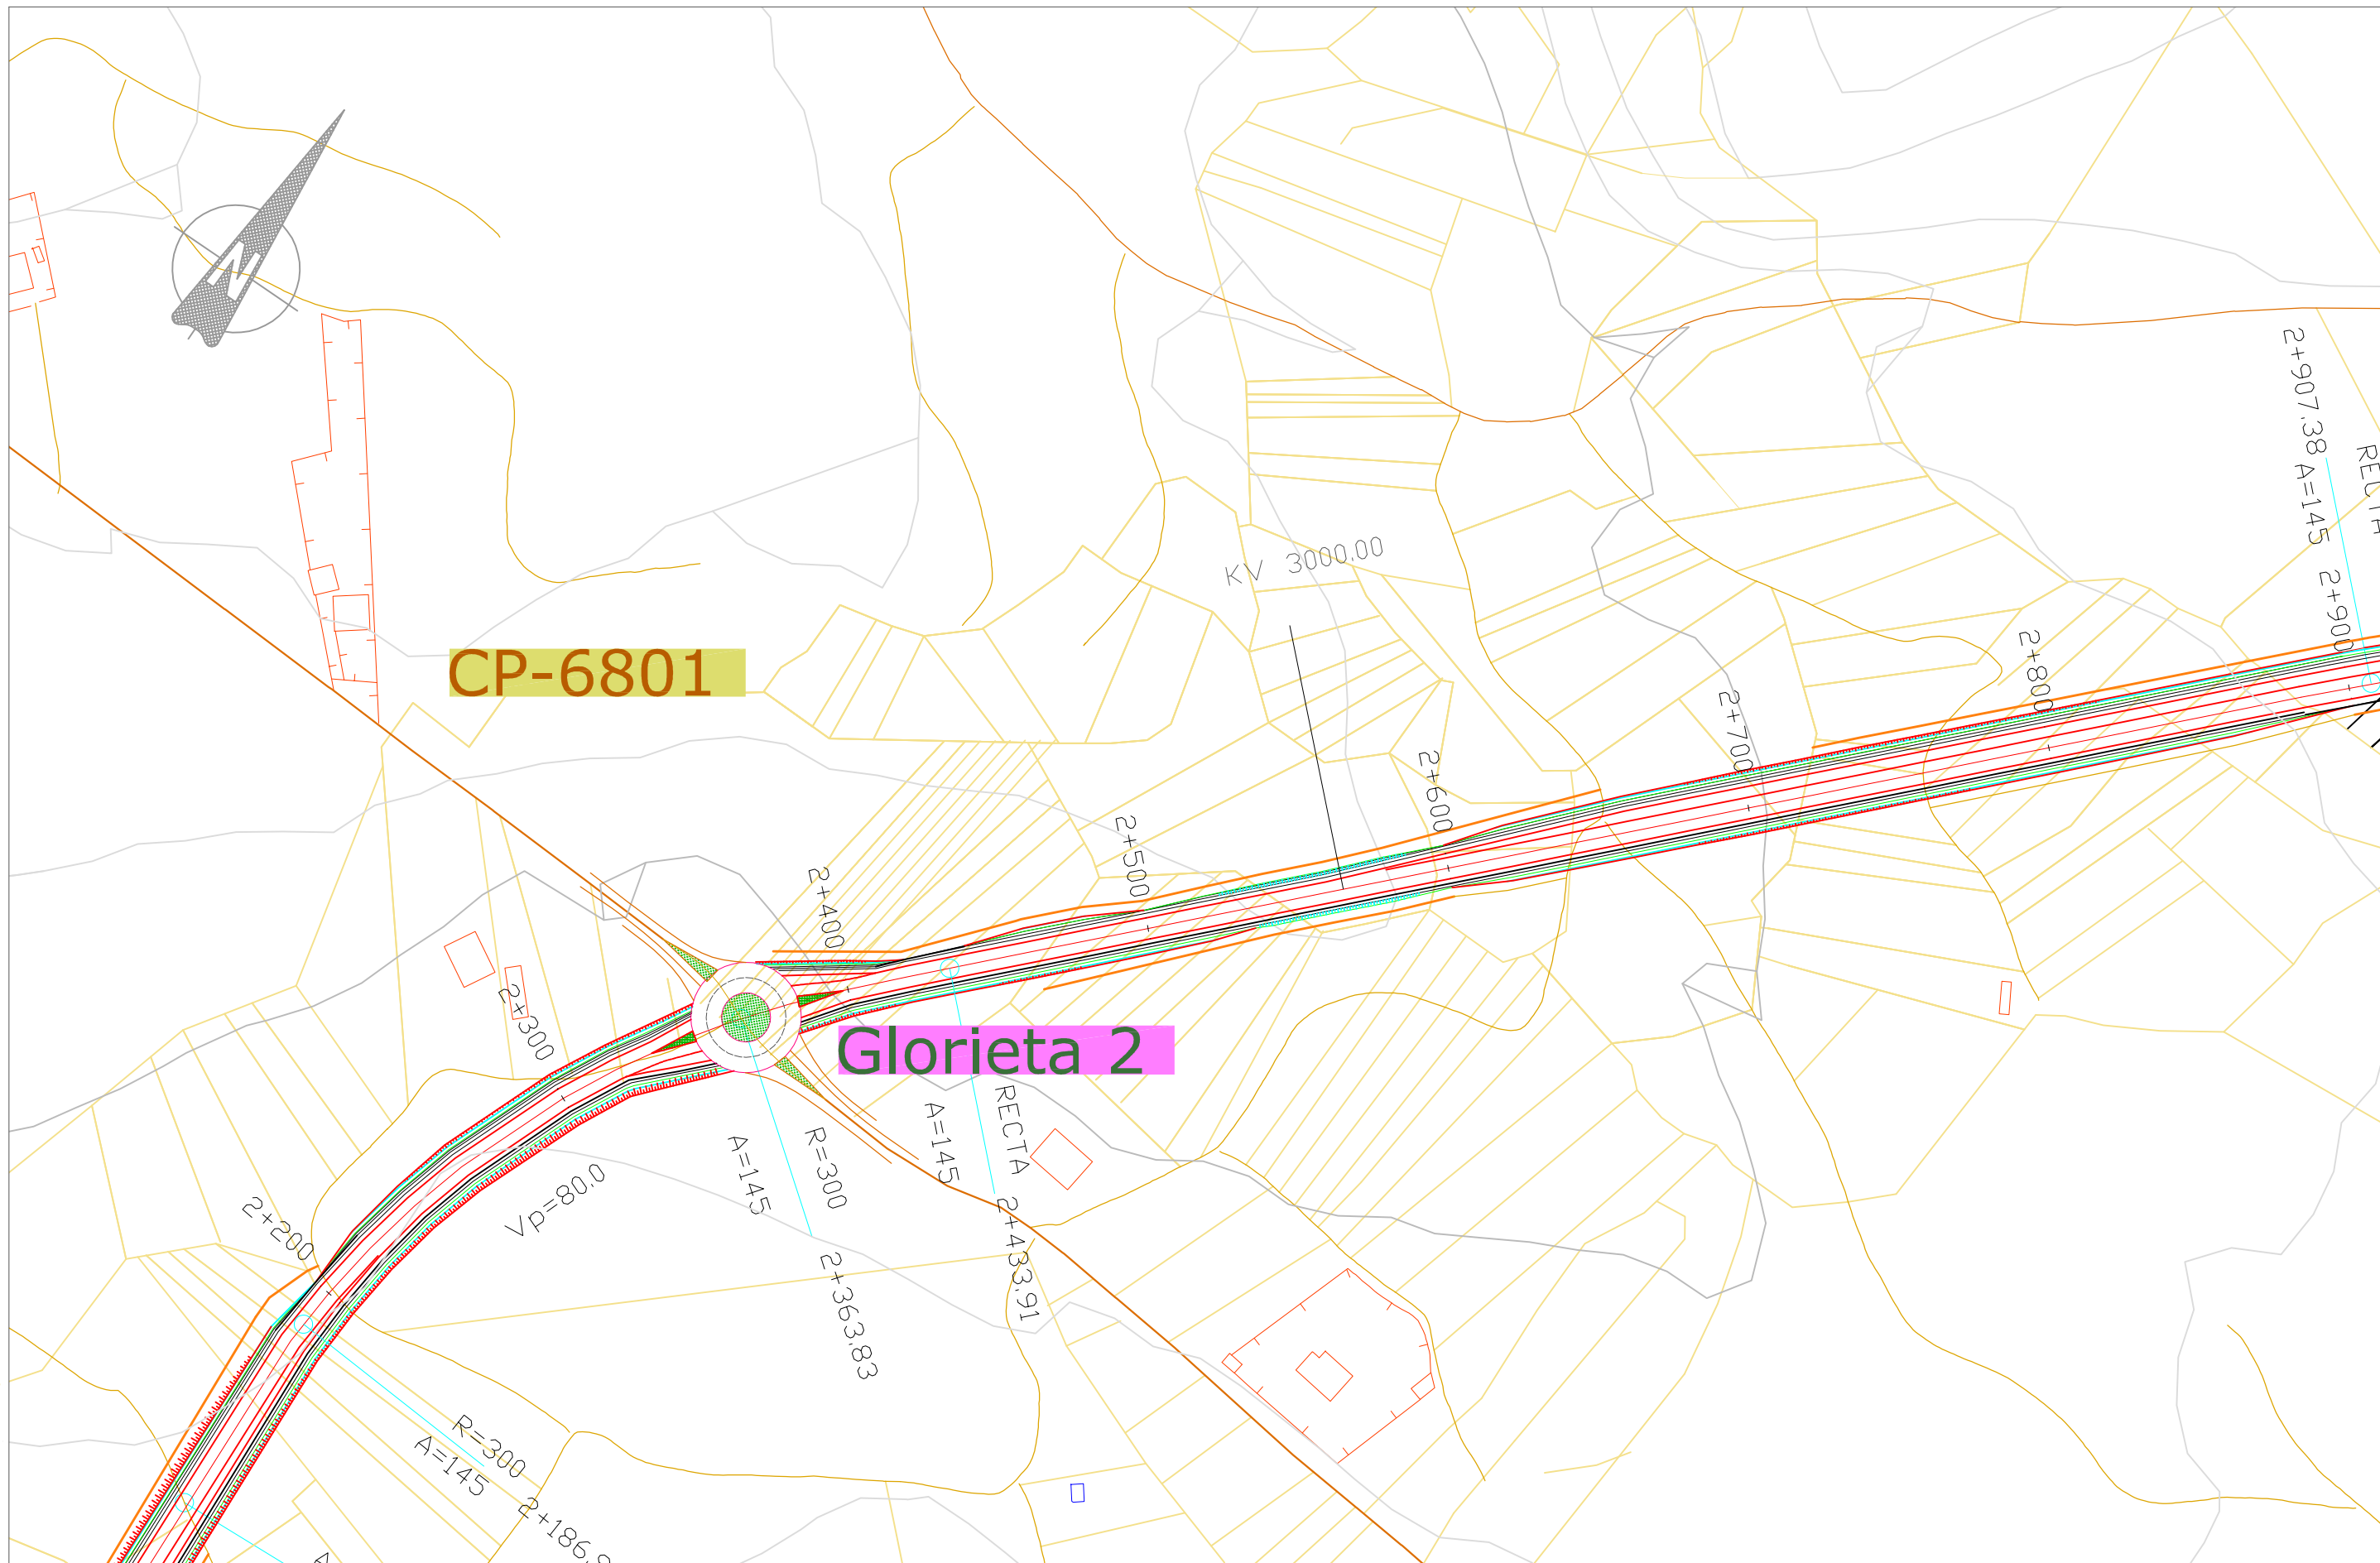 N
2+907,38
A=145
RECTA
2+900
KV 3000,00
2+800
CP-6801
2+700
2+600
2+500
2+400
2+300
Glorieta 2
RECTA
A=145
R=300
A=145
Vp=80,0
2+433,91
2+200
2+363,83
R=300
A=145